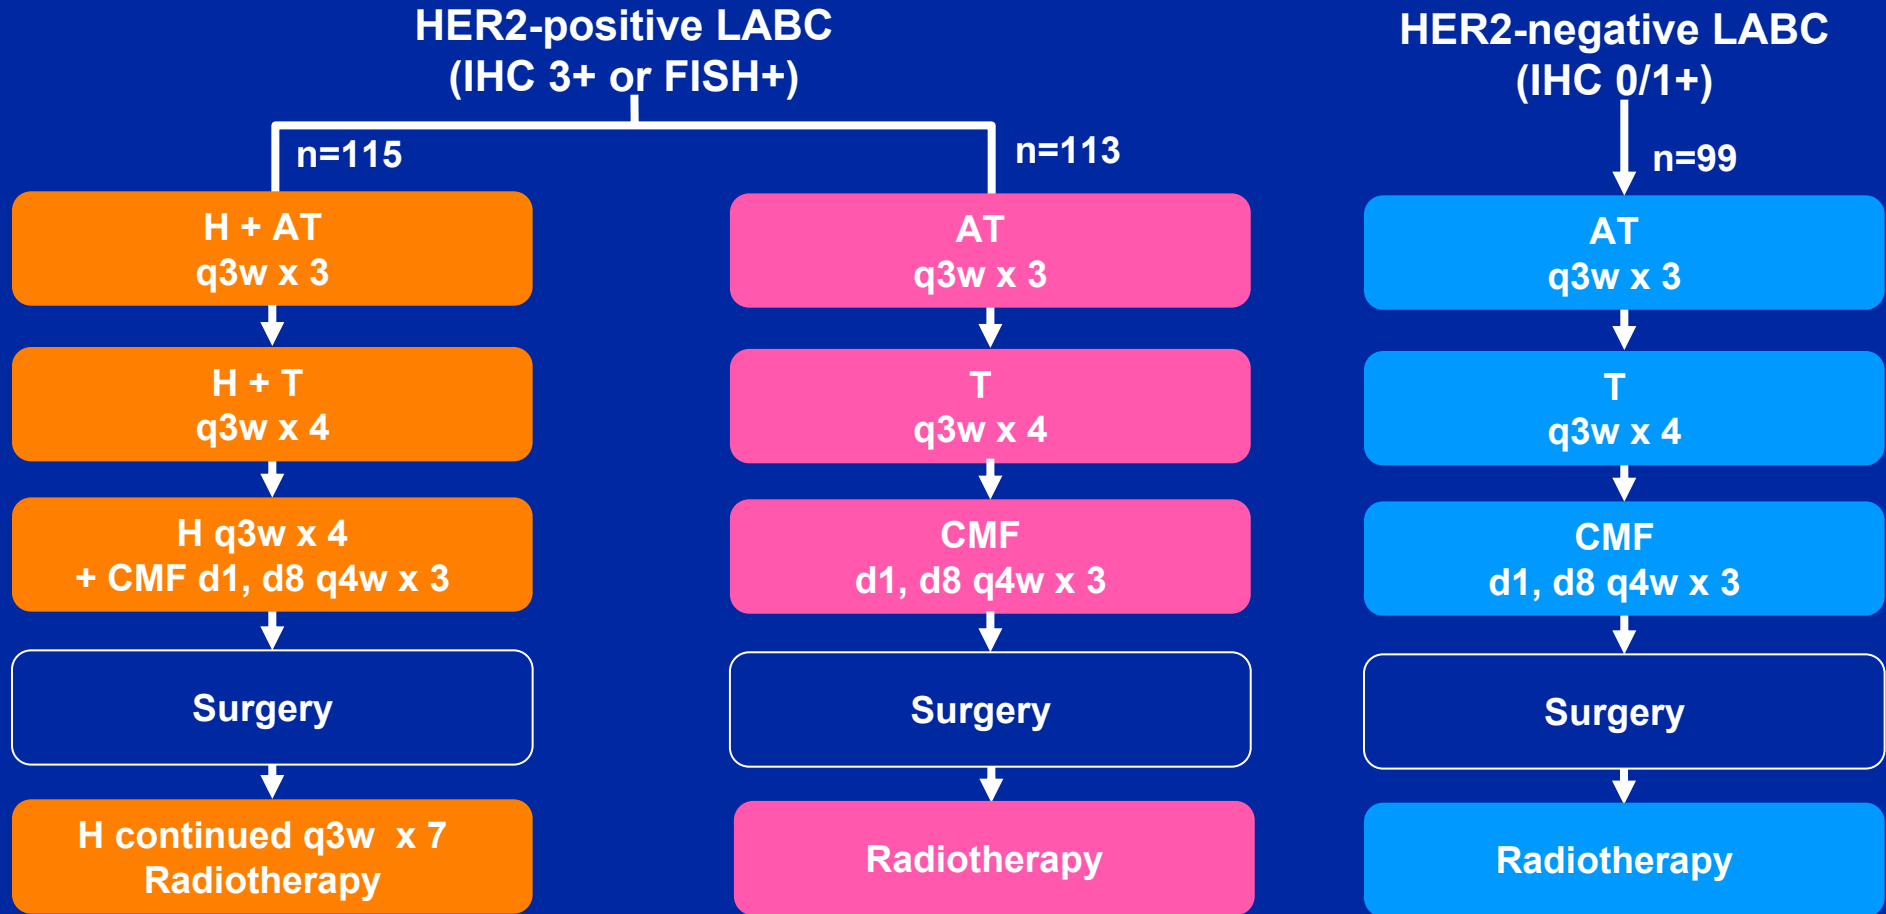 HER2-positive LABC
(IHC 3+ or FISH+)
n=115
n=113
H + AT
q3w x 3
H + T
q3w x 4
H q3w x 4
+ CMF d1, d8 q4w x 3
Surgery
H continued q3w  x 7
Radiotherapy
AT
q3w x 3
T
q3w x 4
CMF
d1, d8 q4w x 3
Surgery
Radiotherapy
HER2-negative LABC
(IHC 0/1+)
n=99
AT
q3w x 3
T
q3w x 4
CMF
d1, d8 q4w x 3
Surgery
Radiotherapy